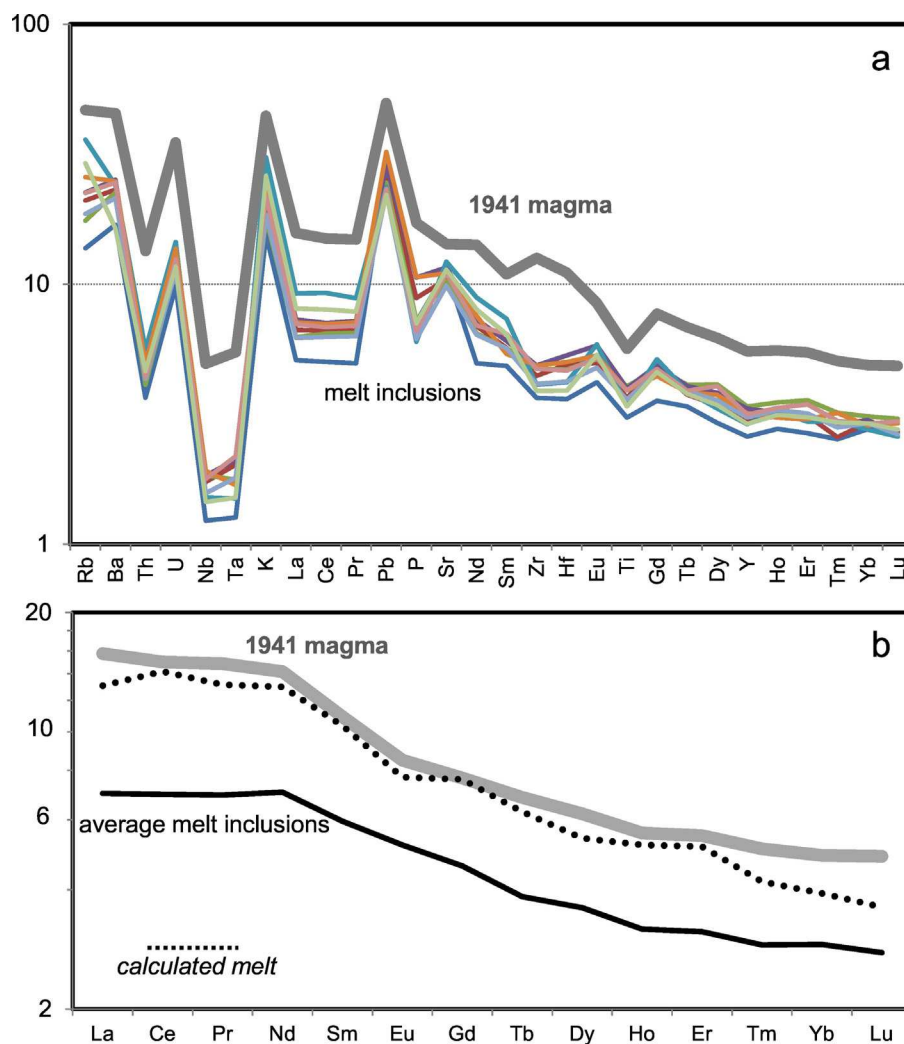 100
a
1941 magma
10
melt inclusions
1
Rb Ba Th U Nb Ta K La Ce Pr Pb P Sr Nd Sm Zr Hf Eu Ti Gd Tb Dy Y Ho Er Tm Yb Lu
20
1941 magma
b
10
6
average melt inclusions
calculated melt
2
La Ce Pr Nd Sm Eu Gd Tb Dy Ho Er Tm Yb Lu